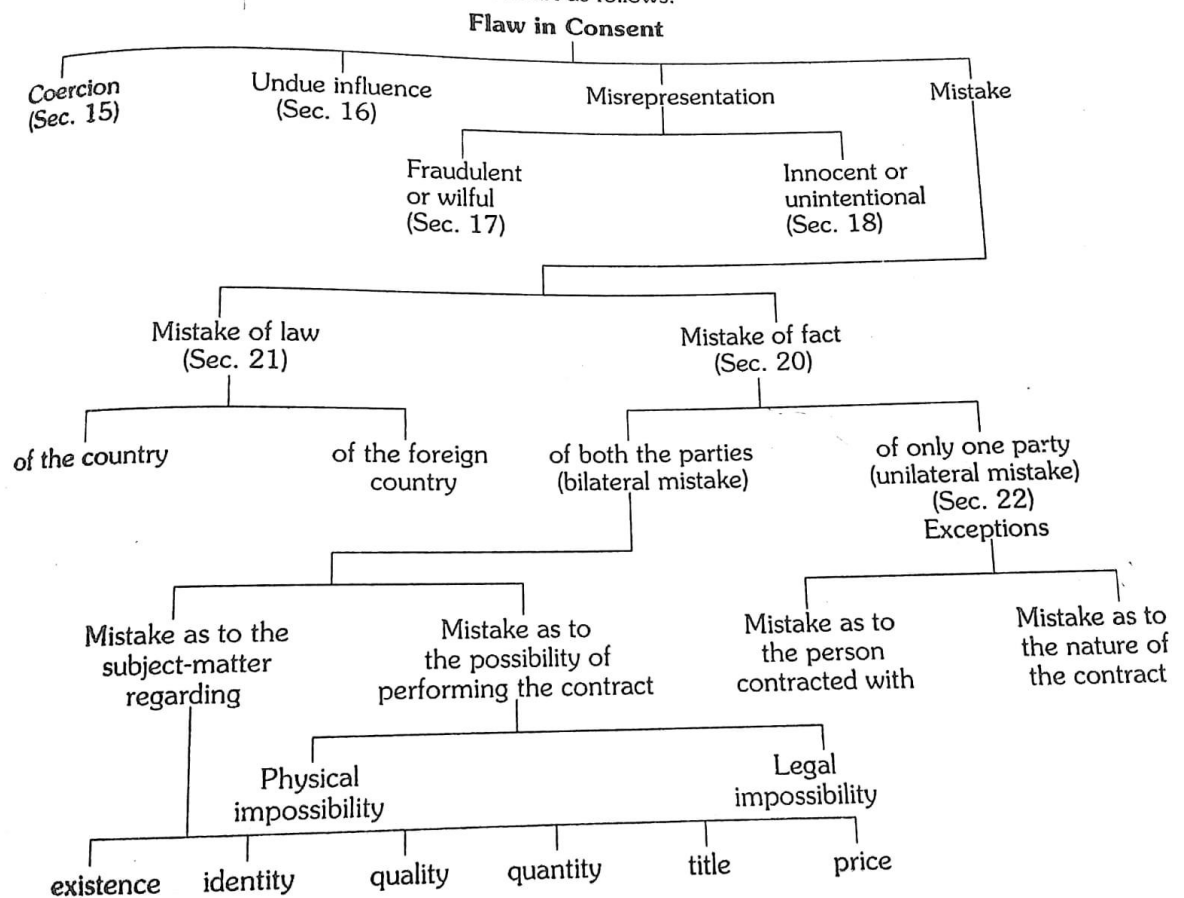 as follows:
Flaw in Consent
Coercion
(Sec. 15)
Undue influence
(Sec. 16)
Misrepresentation
Mistake
Fraudulent
or wilful
(Sec. 17)
Innocent or
unintentional
(Sec. 18)
Mistake of law
(Sec. 21)
Mistake of fact
(Sec. 20)
of the country
of the foreign
country
of both the parties
(bilateral mistake)
of only one party
(unilateral mistake)
(Sec. 22)
Exceptions
Mistake as to the
subject-matter
regarding
Mistake as to
the possibility of
performing the contract
Mistake as to
the person
contracted with
Mistake as to
the nature of
the contract
Physical
impossibility
Legal
impossibility
existence
identity
quality
quantity
title
price